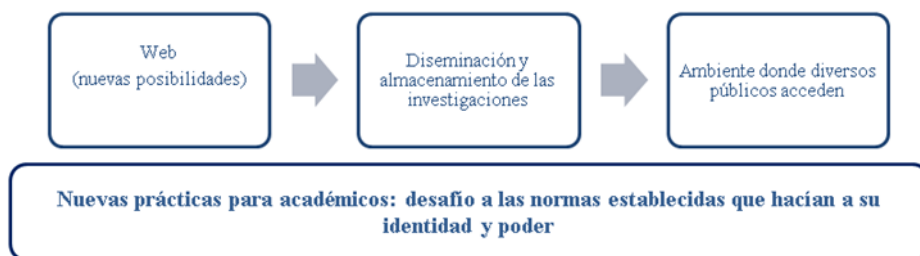 Web
(nuevas posibilidades)
Diseminación y
almacenamiento de las
investigaciones
Ambiente donde diversos
públicos acceden
Nuevas prácticas para académicos: desafío a las normas establecidas que hacían a su
identidad y poder